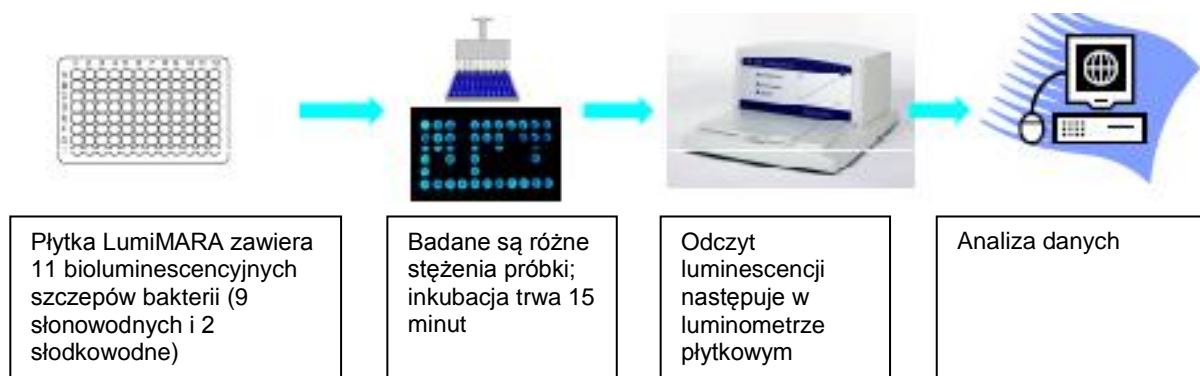 Płytka LumiMARA zawiera
11 bioluminescencyjnych
szczepów bakterii (9
słonowodnych i 2
słodkowodne)
Badane są różne
stężenia próbki;
inkubacja trwa 15
minut
Odczyt
luminescencji
następuje w
luminometrze
płytkowym
Analiza danych